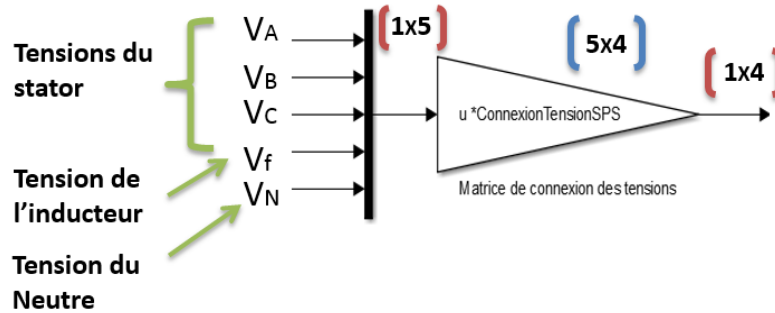 Tensions du
stator
Tension de
l'inducteur
Tension du
Neutre
VA
VB
VC
Vf
VN
(1x5)
(5x4)
(1x4)
u *ConnexionTensionSPS
Matrice de connexion des tensions